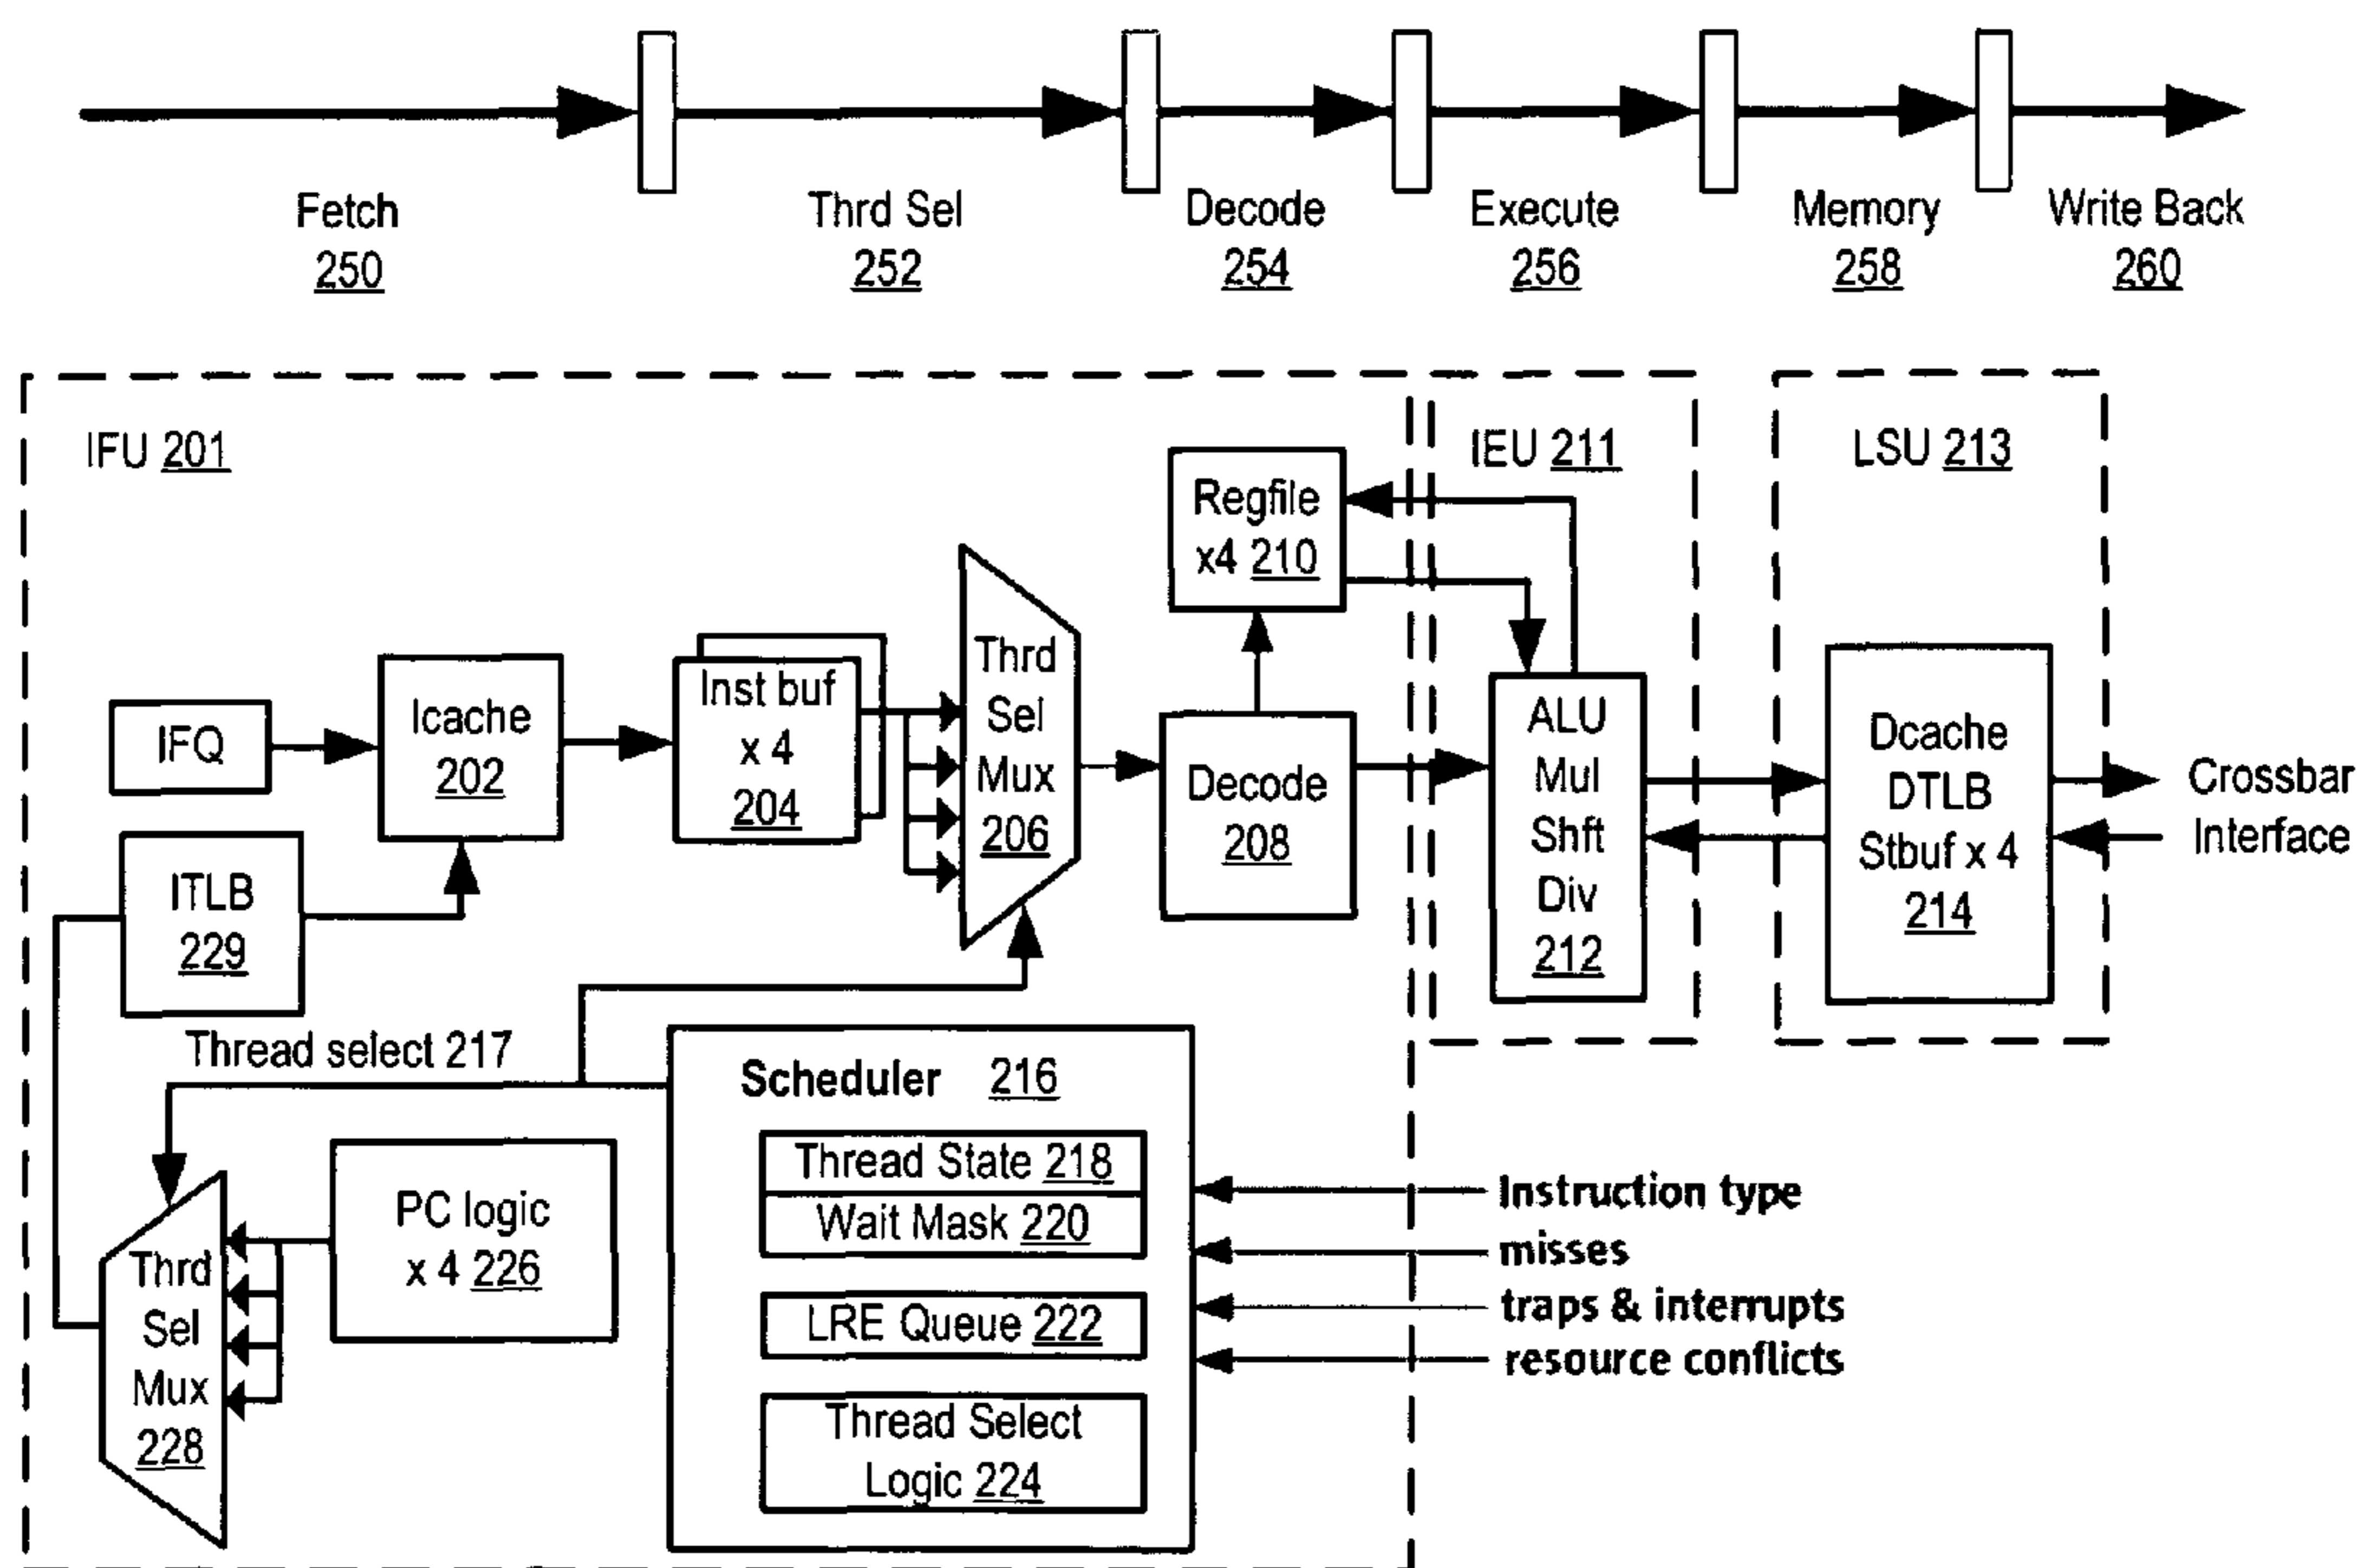 Fetch
250
Thrd Sel
252
Decode
254
Execute
256
Memory
258
Write Back
260
IFU 201
IEU 211
LSU 213
Regfile
x4 210
IFQ
Icache
202
Inst buf
x 4
204
Thrd
Sel
Mux
206
Decode
208
ALU
Mul
Shft
Div
212
Dcache
DTLB
Stbuf x 4
214
Crossbar
Interface
ITLB
229
Thread select 217
Scheduler 216
Thread State 218
Wait Mask 220
LRE Queue 222
Thread Select
Logic 224
PC logic
x 4 226
Thrd
Sel
Mux
228
Instruction type
misses
traps & interrupts
resource conflicts